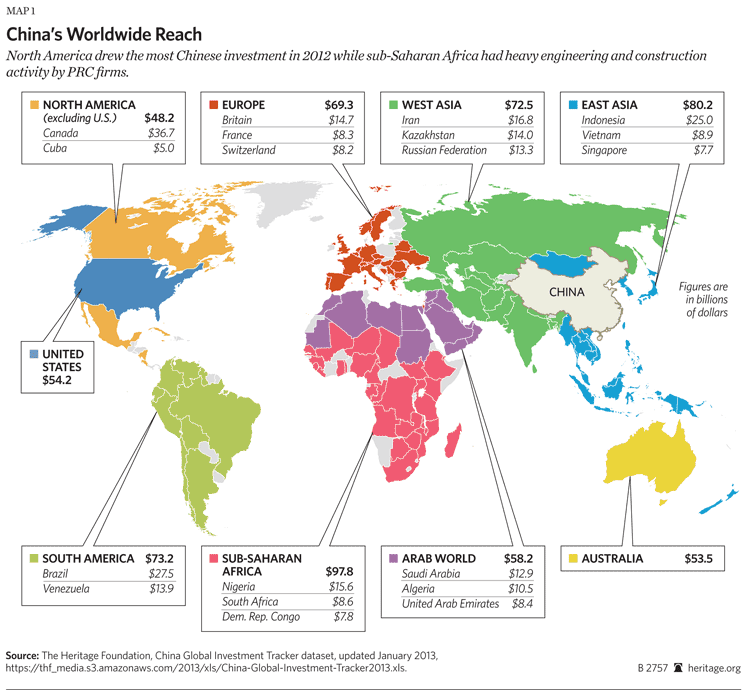 MAP 1
China's Worldwide Reach
North America drew the most Chinese investment in 2012 while sub-Saharan Africa had heavy engineering and construction
activity by PRC firms.
NORTH AMERICA
(excluding U.S.) $48.2
Canada $36.7
Cuba $5.0
EUROPE $69.3
Britain $14.7
France $8.3
Switzerland $8.2
WEST ASIA $72.5
Iran $16.8
Kazakhstan $14.0
Russian Federation $13.3
EAST ASIA $80.2
Indonesia $25.0
Vietnam $8.9
Singapore $7.7
CHINA
Figures are
in billions
of dollars
UNITED
STATES
$54.2
SOUTH AMERICA $73.2
Brazil $27.5
Venezuela $13.9
SUB-SAHARAN
AFRICA $97.8
Nigeria $15.6
South Africa $8.6
Dem. Rep. Congo $7.8
ARAB WORLD $58.2
Saudi Arabia $12.9
Algeria $10.5
United Arab Emirates $8.4
AUSTRALIA $53.5
Source: The Heritage Foundation, China Global Investment Tracker dataset, updated January 2013,
https://thf_media.s3.amazonaws.com/2013/xls/China-Global-Investment-Tracker2013.xls.
B 2757 heritage.org